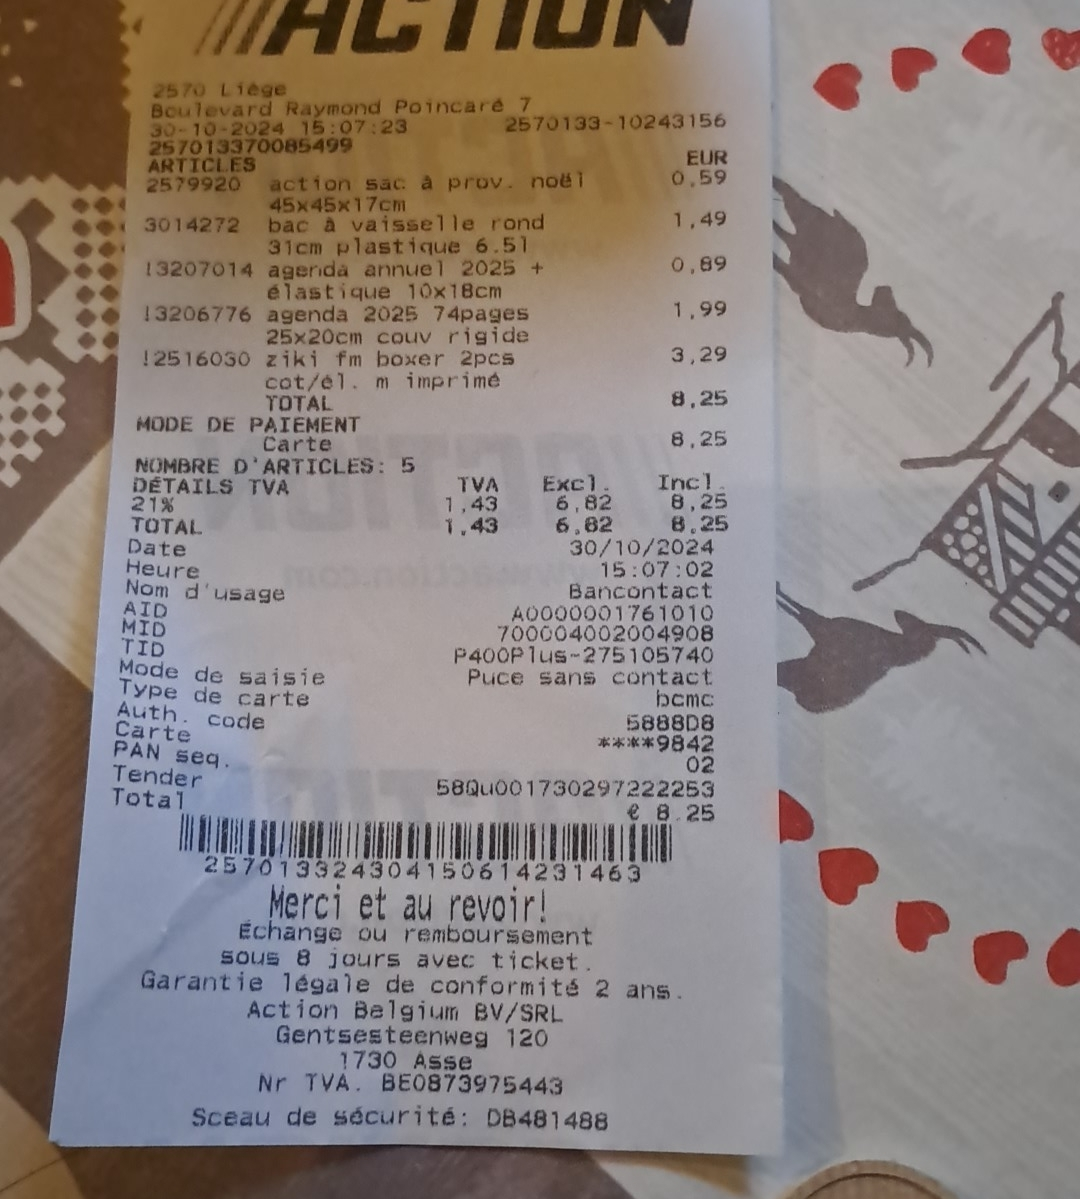 ACTION
2570 Liège
Boulevard Raymond Poincaré 7
30-10-2024 15:07:23 2570133-10243156
257013370085499
ARTICLES EUR
2579920 action sac à prov. noël 0,59
45x45x17cm
3014272 bac à vaisselle rond 1,49
31cm plastique 6.5l
!3207014 agenda annuel 2025 + 0,89
élastique 10x18cm
!3206776 agenda 2025 74pages 1,99
25x20cm couv rigide
!2516030 ziki fm boxer 2pcs 3,29
cot/él. m imprimé
TOTAL 8,25
MODE DE PAIEMENT
Carte 8,25
NOMBRE D'ARTICLES: 5
DÉTAILS TVA TVA Excl. Incl.
21% 1,43 6,82 8,25
TOTAL 1,43 6,82 8,25
Date 30/10/2024
Heure 15:07:02
Nom d'usage Bancontact
AID A0000001761010
MID 700004002004908
TID P400Plus-275105740
Mode de saisie Puce sans contact
Type de carte bcmc
Auth. code 5888D8
Carte ****9842
PAN seq. 02
Tender 58Qu001730297222253
Total € 8.25
257013324304150614231463
Merci et au revoir!
Échange ou remboursement
sous 8 jours avec ticket.
Garantie légale de conformité 2 ans.
Action Belgium BV/SRL
Gentsesteenweg 120
1730 Asse
Nr TVA. BE0873975443
Sceau de sécurité: DB481488